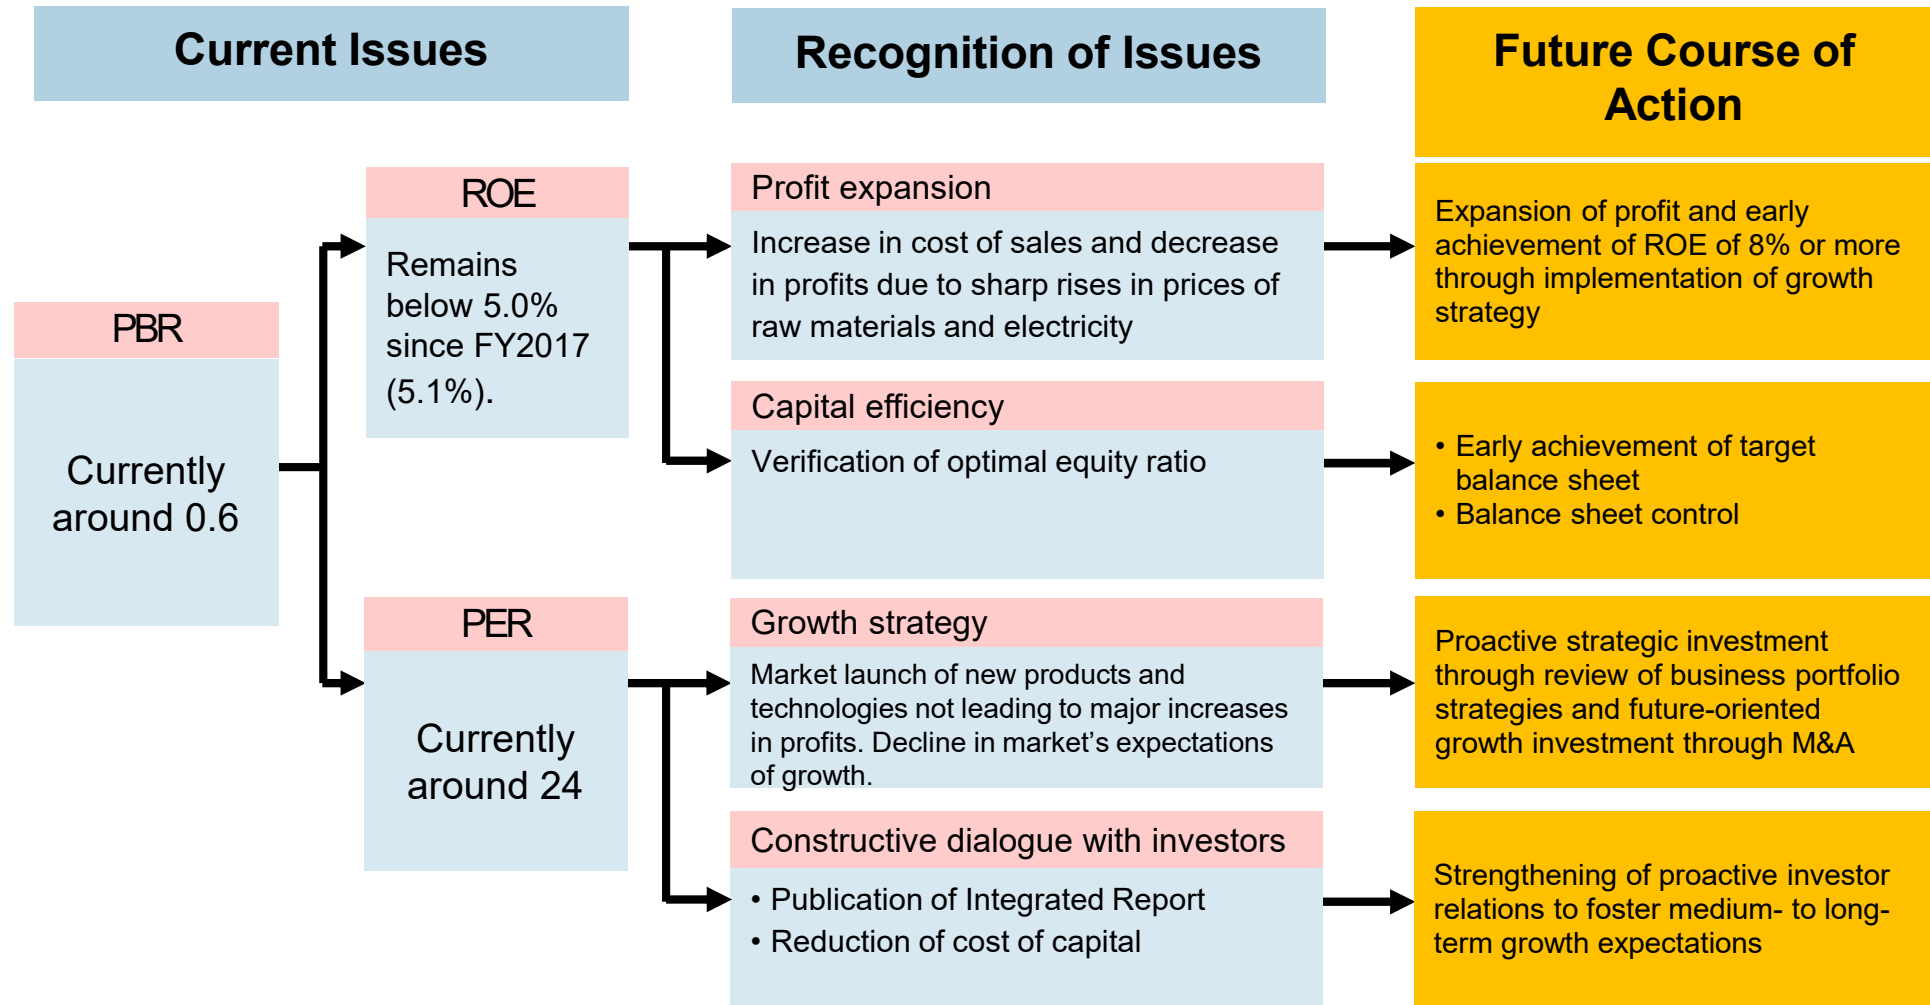 Current Issues
Recognition of Issues
Future Course of
Action
PBR
Currently
around 0.6
ROE
Remains
below 5.0%
since FY2017
(5.1%).
PER
Currently
around 24
Profit expansion
Increase in cost of sales and decrease
in profits due to sharp rises in prices of
raw materials and electricity
Capital efficiency
Verification of optimal equity ratio
Growth strategy
Market launch of new products and
technologies not leading to major increases
in profits. Decline in market’s expectations
of growth.
Constructive dialogue with investors
• Publication of Integrated Report
• Reduction of cost of capital
Expansion of profit and early
achievement of ROE of 8% or more
through implementation of growth
strategy
• Early achievement of target
balance sheet
• Balance sheet control
Proactive strategic investment
through review of business portfolio
strategies and future-oriented
growth investment through M&A
Strengthening of proactive investor
relations to foster medium- to long-
term growth expectations